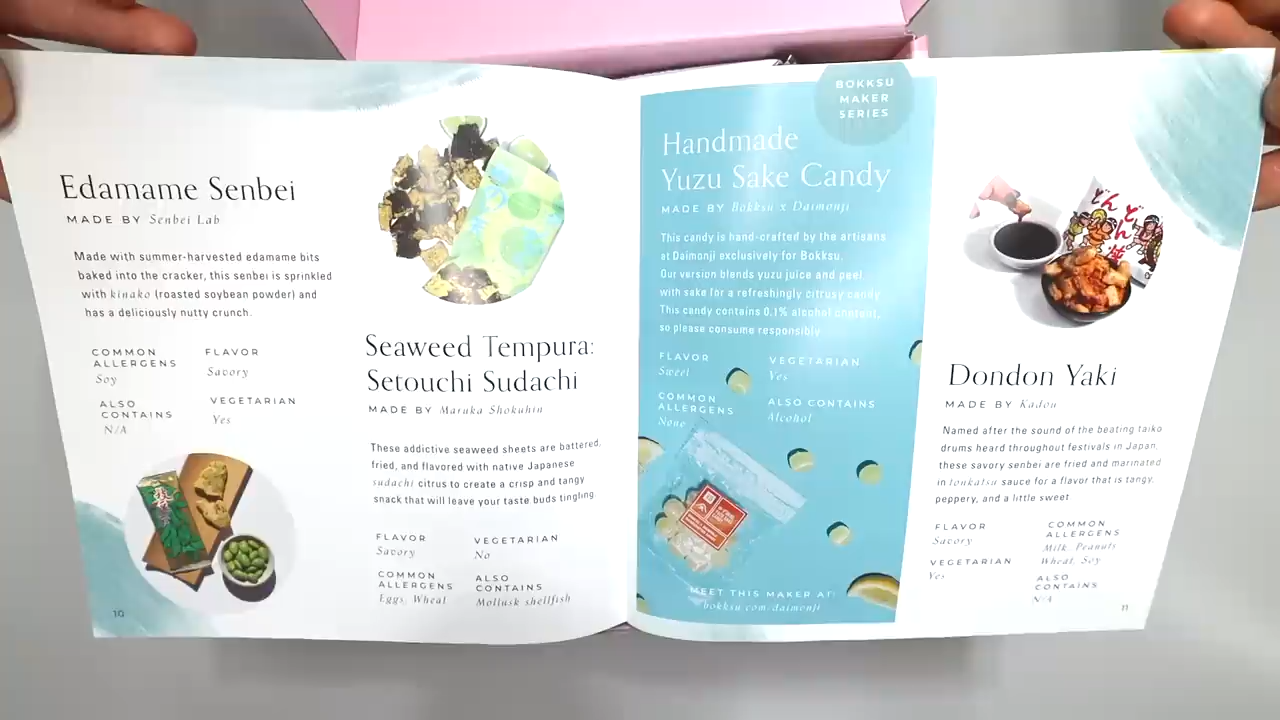 Edamame Senbei
MADE BY Senbei Lab
Made with summer-harvested edamame bits
baked into the cracker, this senbei is sprinkled
with kinako (roasted soybean powder) and
has a deliciously nutty crunch.
COMMON
ALLERGENS
Soy
FLAVOR
Savory
ALSO
CONTAINS
N/A
VEGETARIAN
Yes
10
Seaweed Tempura:
Setouchi Sudachi
MADE BY Maruka Shokuhin
These addictive seaweed sheets are battered,
fried, and flavored with native Japanese
sudachi citrus to create a crisp and tangy
snack that will leave your taste buds tingling.
FLAVOR
Savory
VEGETARIAN
No
COMMON
ALLERGENS
Eggs, Wheat
ALSO
CONTAINS
Mollusk shellfish
BOKKSU
MAKER
SERIES
Handmade
Yuzu Sake Candy
MADE BY Bokksu x Daimonji
This candy is hand-crafted by the artisans
at Daimonji exclusively for Bokksu.
Our version blends yuzu juice and peel
with sake for a refreshingly citrusy candy.
This candy contains 0.1% alcohol content,
so please consume responsibly.
FLAVOR
Sweet
VEGETARIAN
Yes
COMMON
ALLERGENS
None
ALSO CONTAINS
Alcohol
MEET THIS MAKER AT:
bokksu.com/daimonji
どんどん
Dondon Yaki
MADE BY Kadou
Named after the sound of the beating taiko
drums heard throughout festivals in Japan,
these savory senbei are fried and marinated
in tonkatsu sauce for a flavor that is tangy,
peppery, and a little sweet.
FLAVOR
Savory
COMMON
ALLERGENS
Milk, Peanuts,
Wheat, Soy
VEGETARIAN
Yes
ALSO
CONTAINS
N/A
11